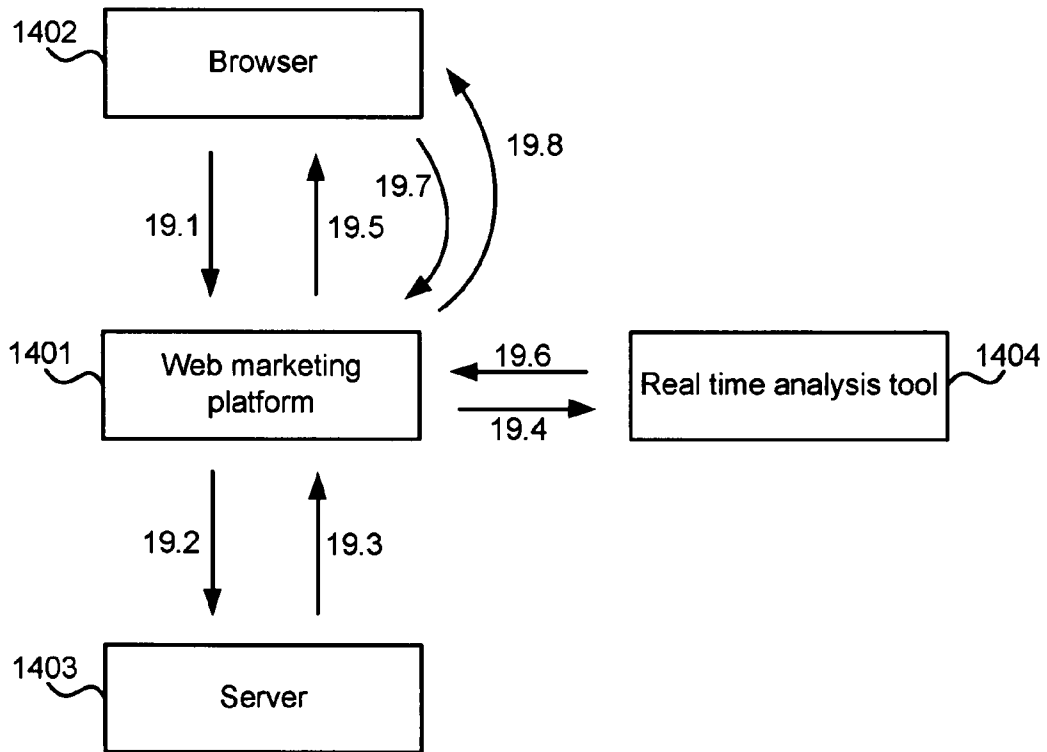 1402
Browser
19.8
19.7
19.1
19.5
1401
Web marketing
platform
19.6
19.4
Real time analysis tool
1404
19.2
19.3
1403
Server